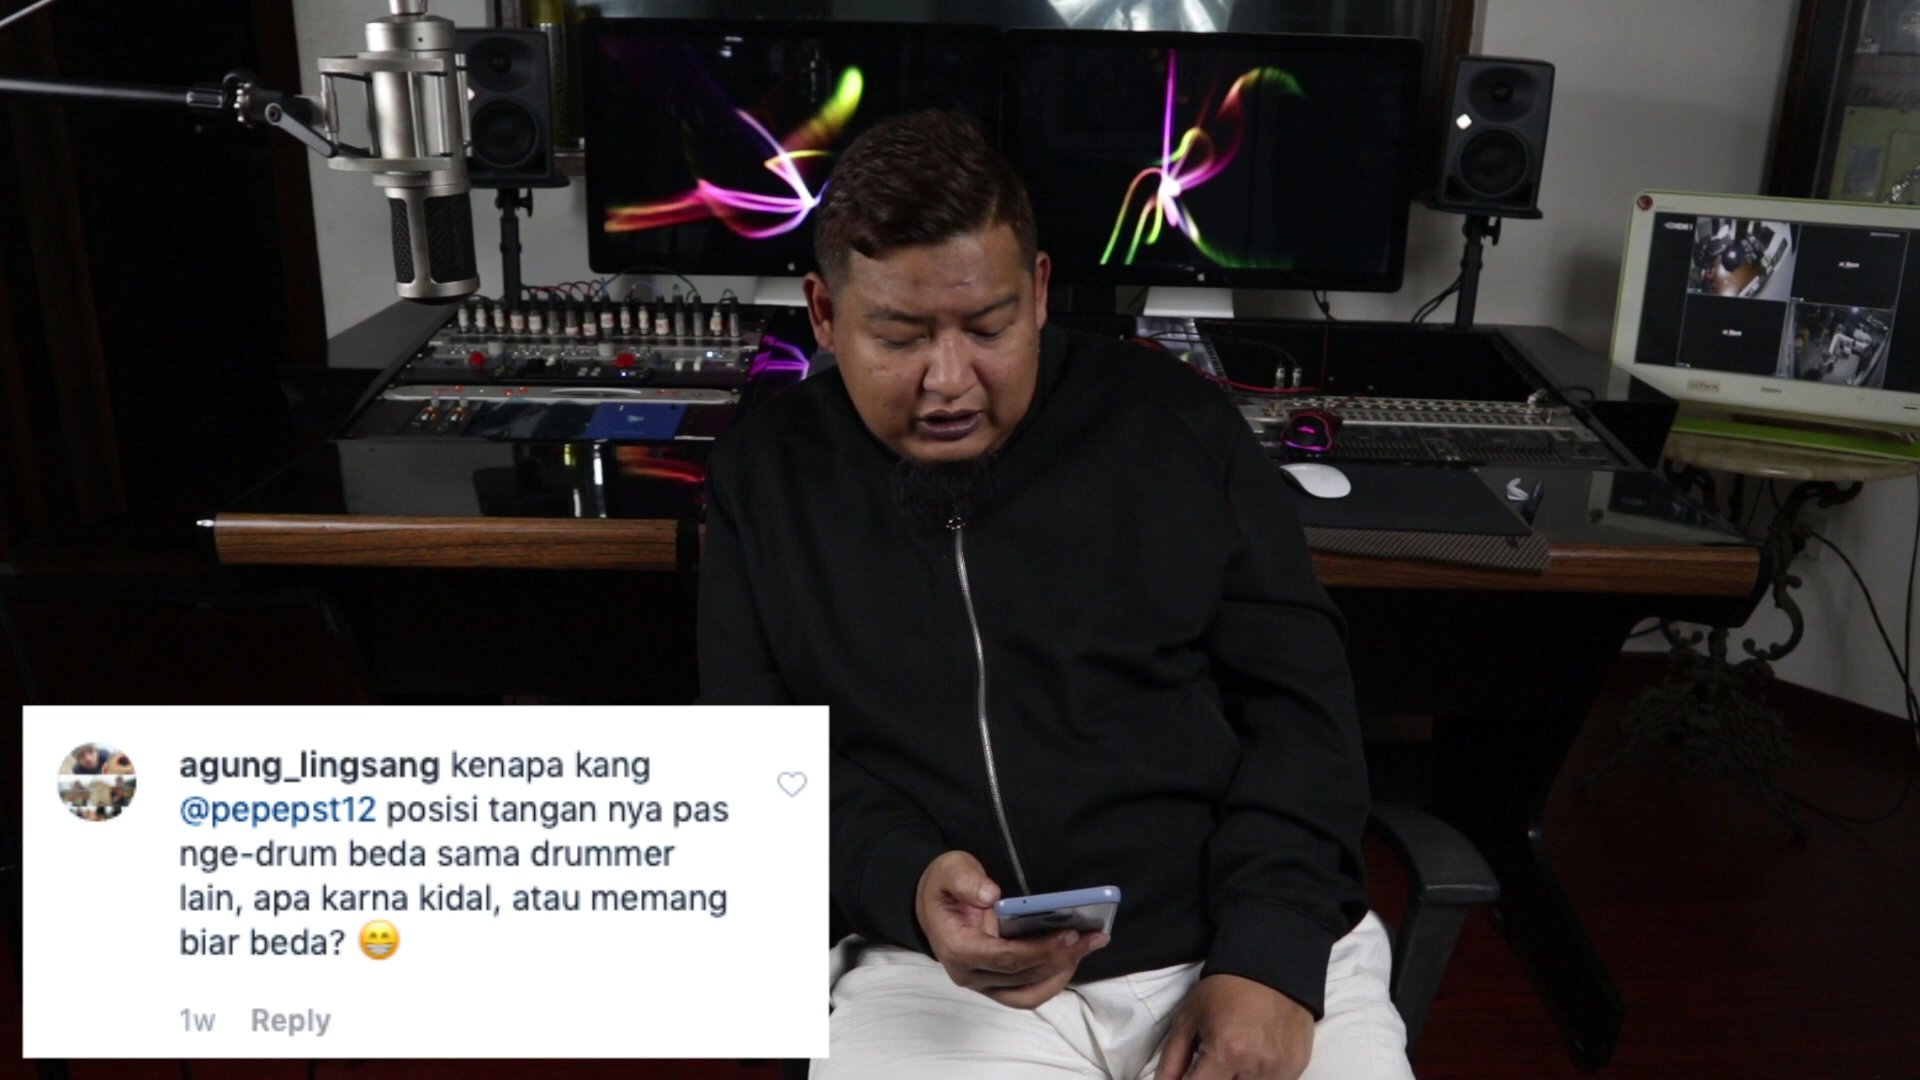 agung_lingsang kenapa kang
@pepepst12 posisi tangan nya pas
nge-drum beda sama drummer
lain, apa karna kidal, atau memang
biar beda? 😁
1w Reply